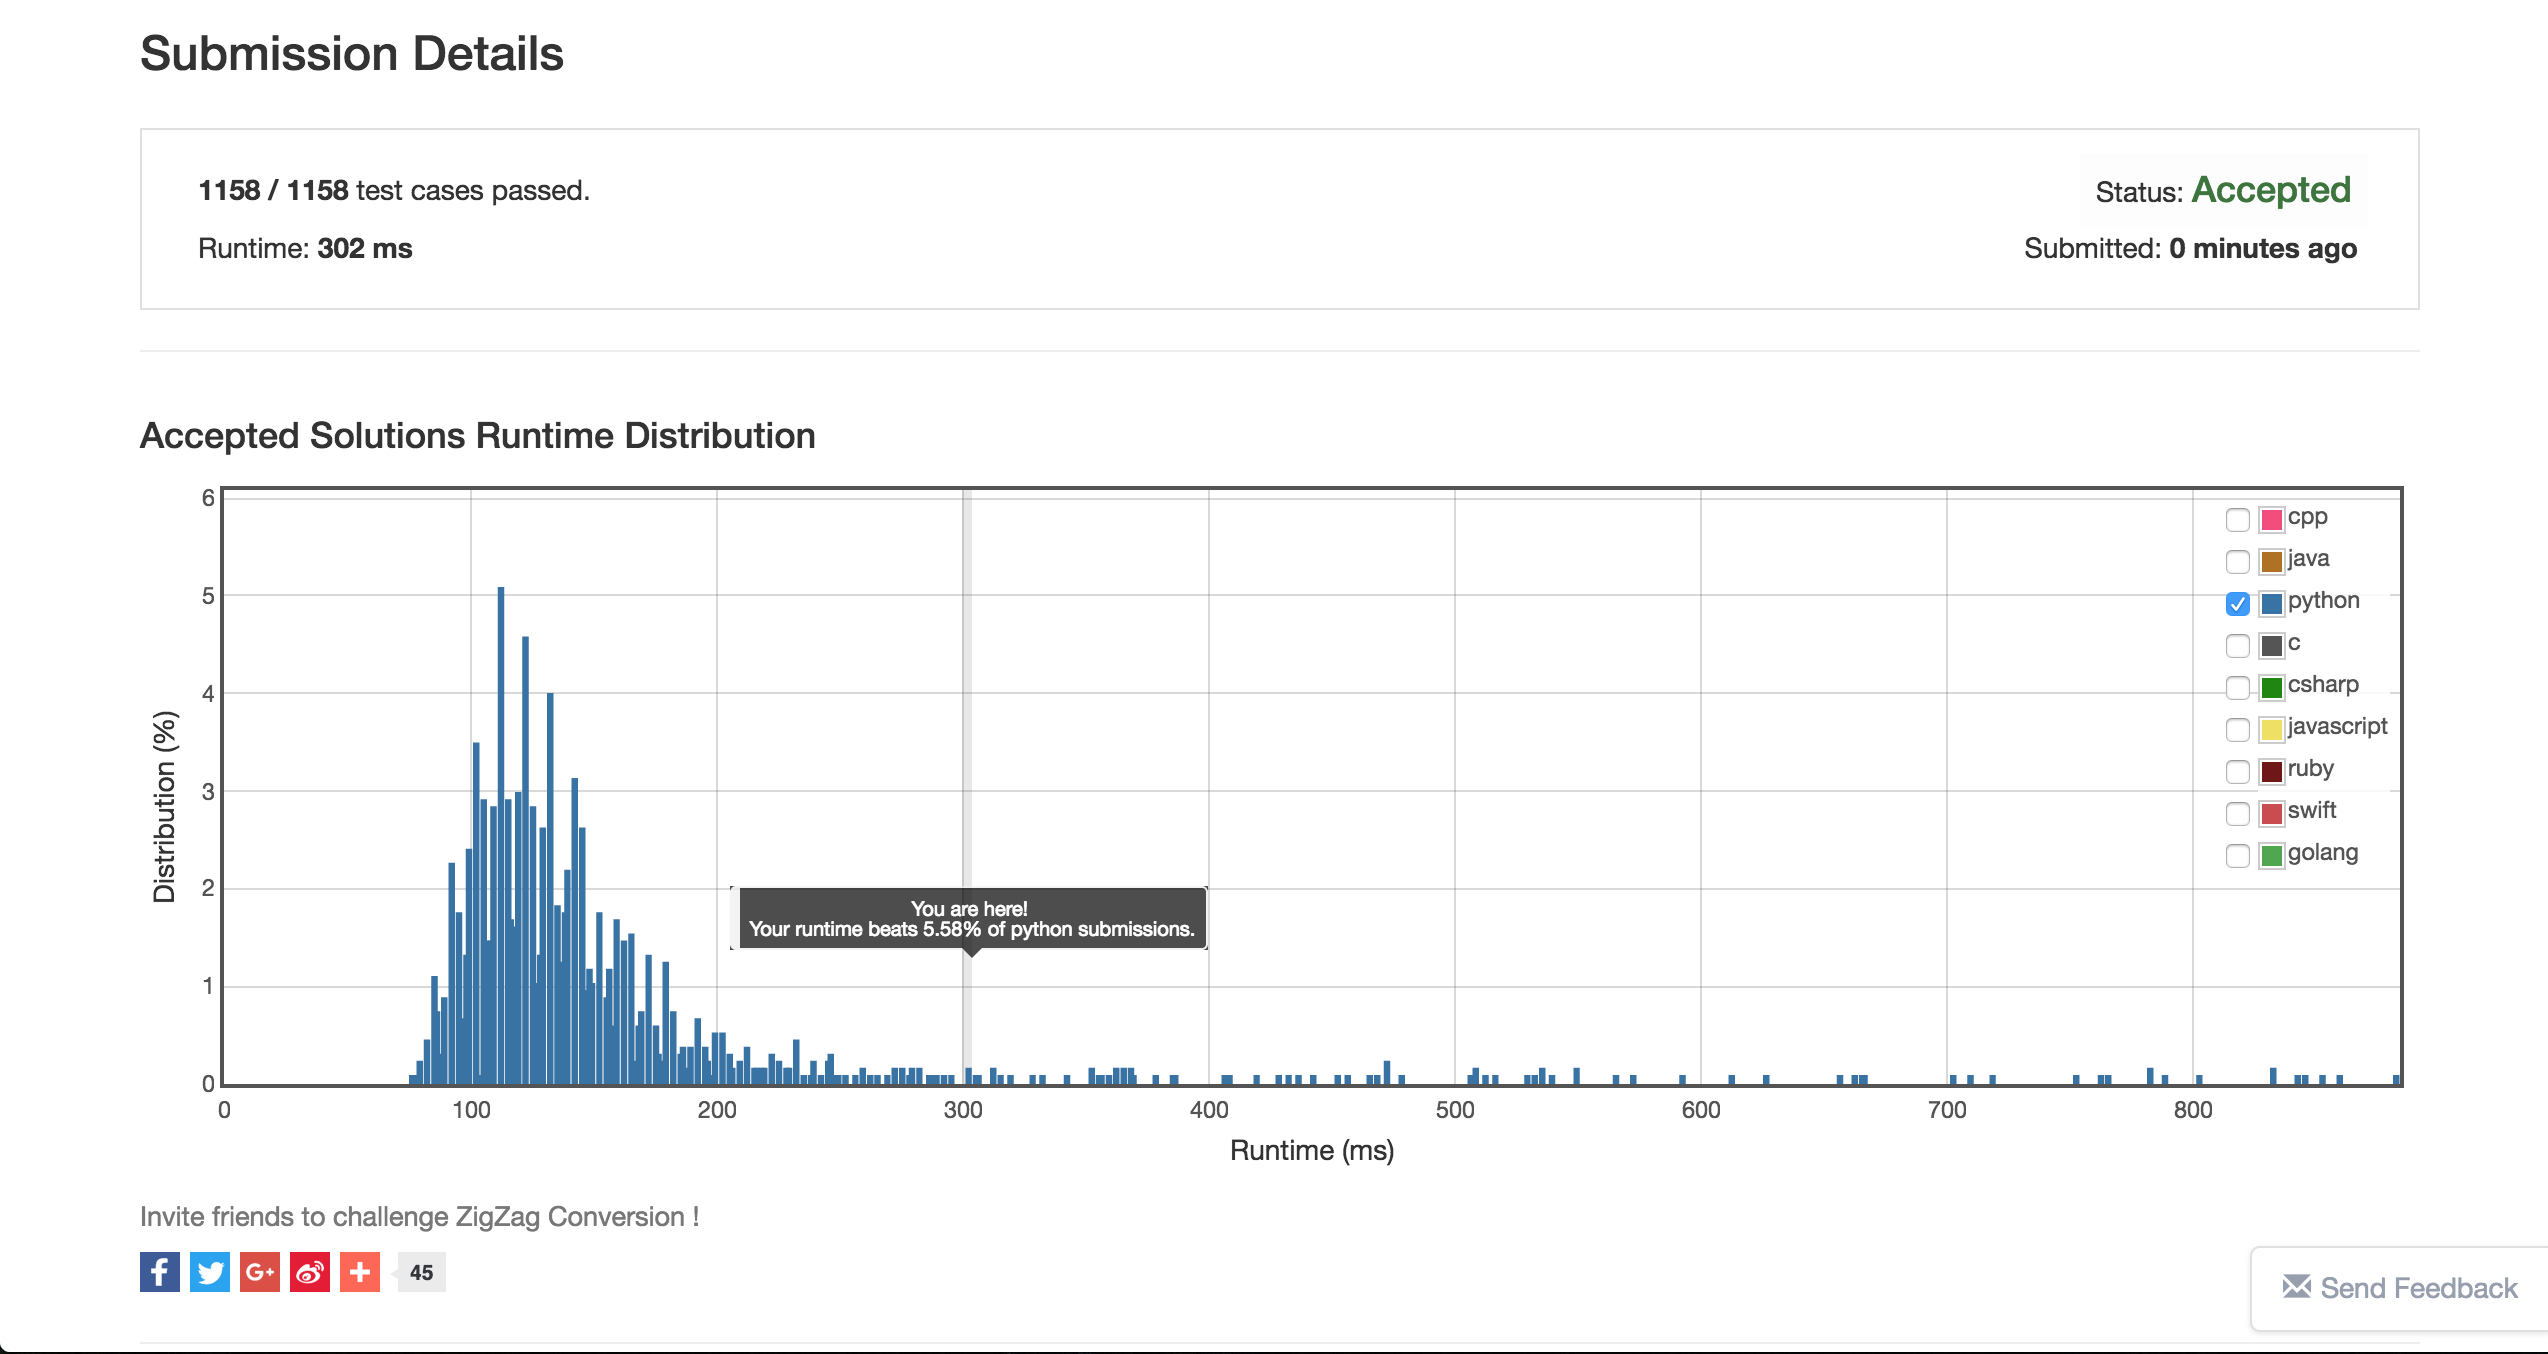 Submission Details
1158 / 1158 test cases passed.
Status: Accepted
Runtime: 302 ms
Submitted: 0 minutes ago
Accepted Solutions Runtime Distribution
6
5
4
3
2
1
0
Distribution (%)
cpp
java
python
c
csharp
javascript
ruby
swift
golang
You are here!
Your runtime beats 5.58% of python submissions.
0 100 200 300 400 500 600 700 800
Runtime (ms)
Invite friends to challenge ZigZag Conversion !
f G+ 45
Send Feedback